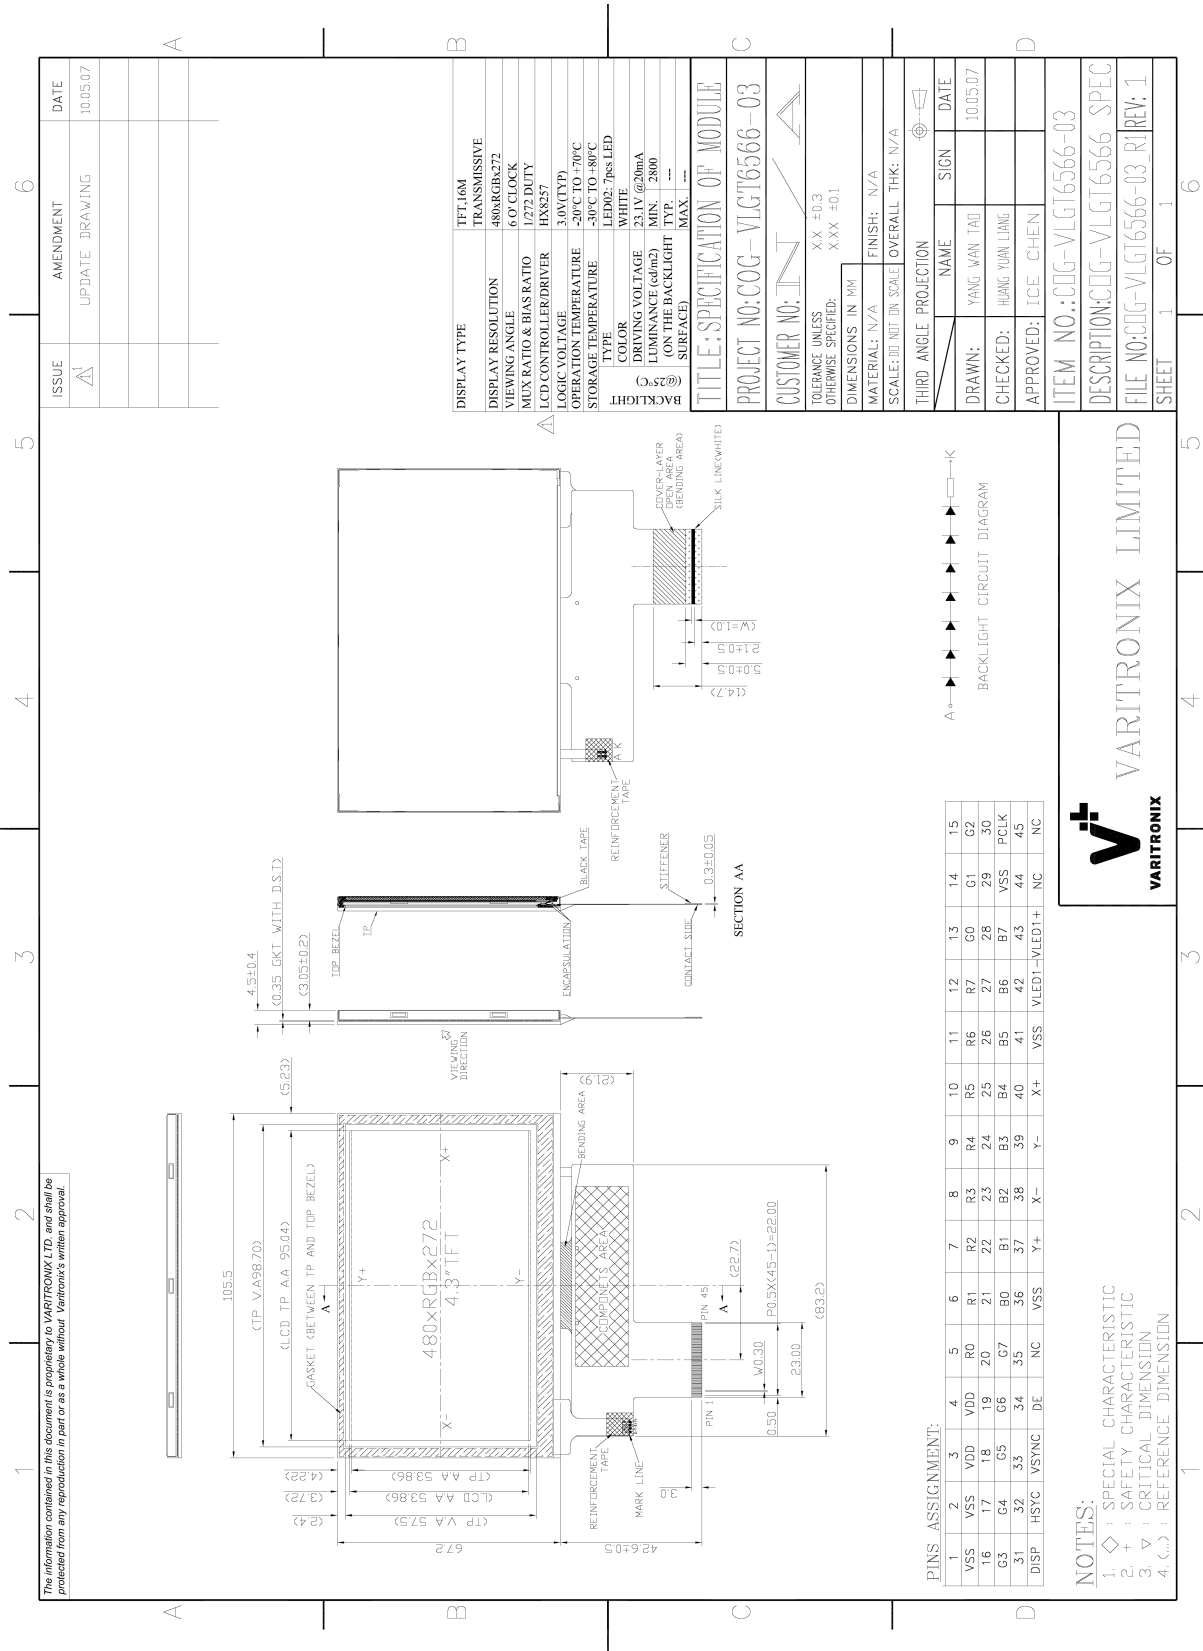 The information contained in this document is proprietary to VARITRONIX LTD. and shall be
protected from any reproduction in part or as a whole without Varitronix's written approval.
1 2 3 4 5 6
A B C D
ISSUE AMENDMENT DATE
1 UPDATE DRAWING 10.05.07
105.5
(TP V.A98.70)
(LCD TP A.A 95.04)
(5.23)
GASKET (BETWEEN TP AND TOP BEZEL)
A
Y+
480xRGBx272
4.3"TFT
X- X+
Y-
(TP A.A 53.86) (4.22)
(LCD A.A 53.86) (3.72)
(TP V.A 57.5) (2.4)
67.2
42.6±0.5
(21.9)
BENDING AREA
COMPONETS AREA
REINFORCEMENT
TAPE
MARK LINE
3.0
PIN 1
PIN 45
A
(22.7)
W0.30
0.50
P0.5X(45-1)=22.00
23.00
(83.2)
4.5±0.4
(0.35 GKT WITH D.S.T)
(3.05±0.2)
VIEWING
DIRECTION
TOP BEZEL
TP
BLACK TAPE
ENCAPSULATION
STIFFENER
CONTACT SIDE
0.3±0.05
SECTION AA
REINFORCEMENT
TAPE
A K
COVER-LAYER
OPEN AREA
(BENDING AREA)
SILK LINE(WHITE)
(W=1.0)
2.1±0.5
5.0±0.5
(14.7)
A K
BACKLIGHT CIRCUIT DIAGRAM
DISPLAY TYPE TFT,16M
TRANSMISSIVE
DISPLAY RESOLUTION 480xRGBx272
VIEWING ANGLE 6 O' CLOCK
MUX RATIO & BIAS RATIO 1/272 DUTY
1 LCD CONTROLLER/DRIVER HX8257
LOGIC VOLTAGE 3.0V(TYP)
OPERATION TEMPERATURE -20°C TO +70°C
STORAGE TEMPERATURE -30°C TO +80°C
BACKLIGHT (@25°C)
TYPE LED02: 7pcs LED
COLOR WHITE
DRIVING VOLTAGE 23.1V @20mA
LUMINANCE (cd/m2) MIN. 2800
(ON THE BACKLIGHT TYP. ---
SURFACE) MAX. ---
TITLE:SPECIFICATION OF MODULE
PROJECT NO:COG-VLGT6566-03
CUSTOMER NO: N/A
TOLERANCE UNLESS
OTHERWISE SPECIFIED:
X.X ±0.3
X.XX ±0.1
DIMENSIONS IN MM
MATERIAL: N/A FINISH: N/A
SCALE: DO NOT ON SCALE OVERALL THK: N/A
THIRD ANGLE PROJECTION
NAME SIGN DATE
DRAWN: YANG WAN TAO 10.05.07
CHECKED: HUANG YUAN LIANG
APPROVED: ICE CHEN
ITEM NO.:COG-VLGT6566-03
DESCRIPTION:COG-VLGT6566 SPEC
FILE NO:COG-VLGT6566-03_R1 REV: 1
SHEET 1 OF 1
VARITRONIX
VARITRONIX LIMITED
PINS ASSIGNMENT:
1 2 3 4 5 6 7 8 9 10 11 12 13 14 15
VSS VSS VDD VDD R0 R1 R2 R3 R4 R5 R6 R7 G0 G1 G2
16 17 18 19 20 21 22 23 24 25 26 27 28 29 30
G3 G4 G5 G6 G7 B0 B1 B2 B3 B4 B5 B6 B7 VSS PCLK
31 32 33 34 35 36 37 38 39 40 41 42 43 44 45
DISP HSYC VSYNC DE NC VSS Y+ X- Y- X+ VSS VLED1- VLED1+ NC NC
NOTES:
1. ◇ : SPECIAL CHARACTERISTIC
2. + : SAFETY CHARACTERISTIC
3. ▽ : CRITICAL DIMENSION
4. (...) : REFERENCE DIMENSION
1 2 3 4 5 6
A B C D